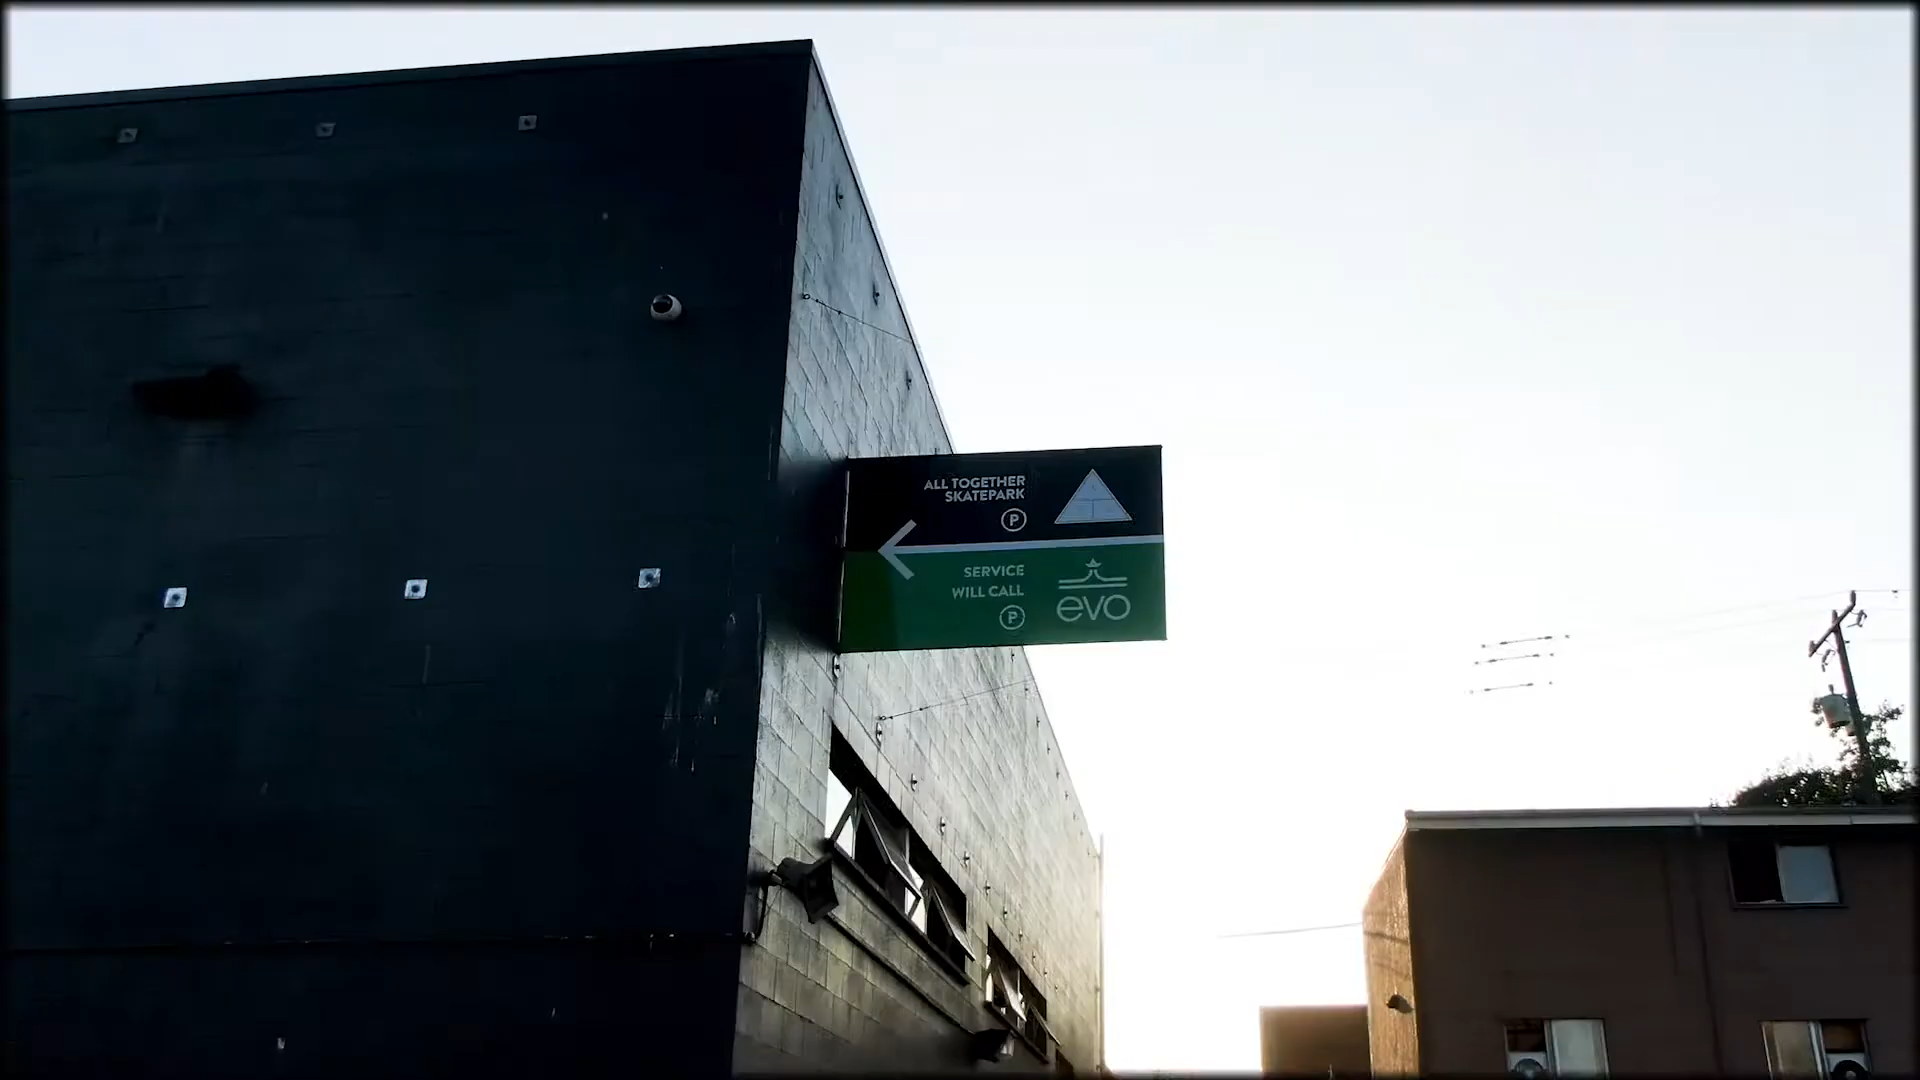 ALL TOGETHER
SKATEPARK
P
SERVICE
WILL CALL
P
evo